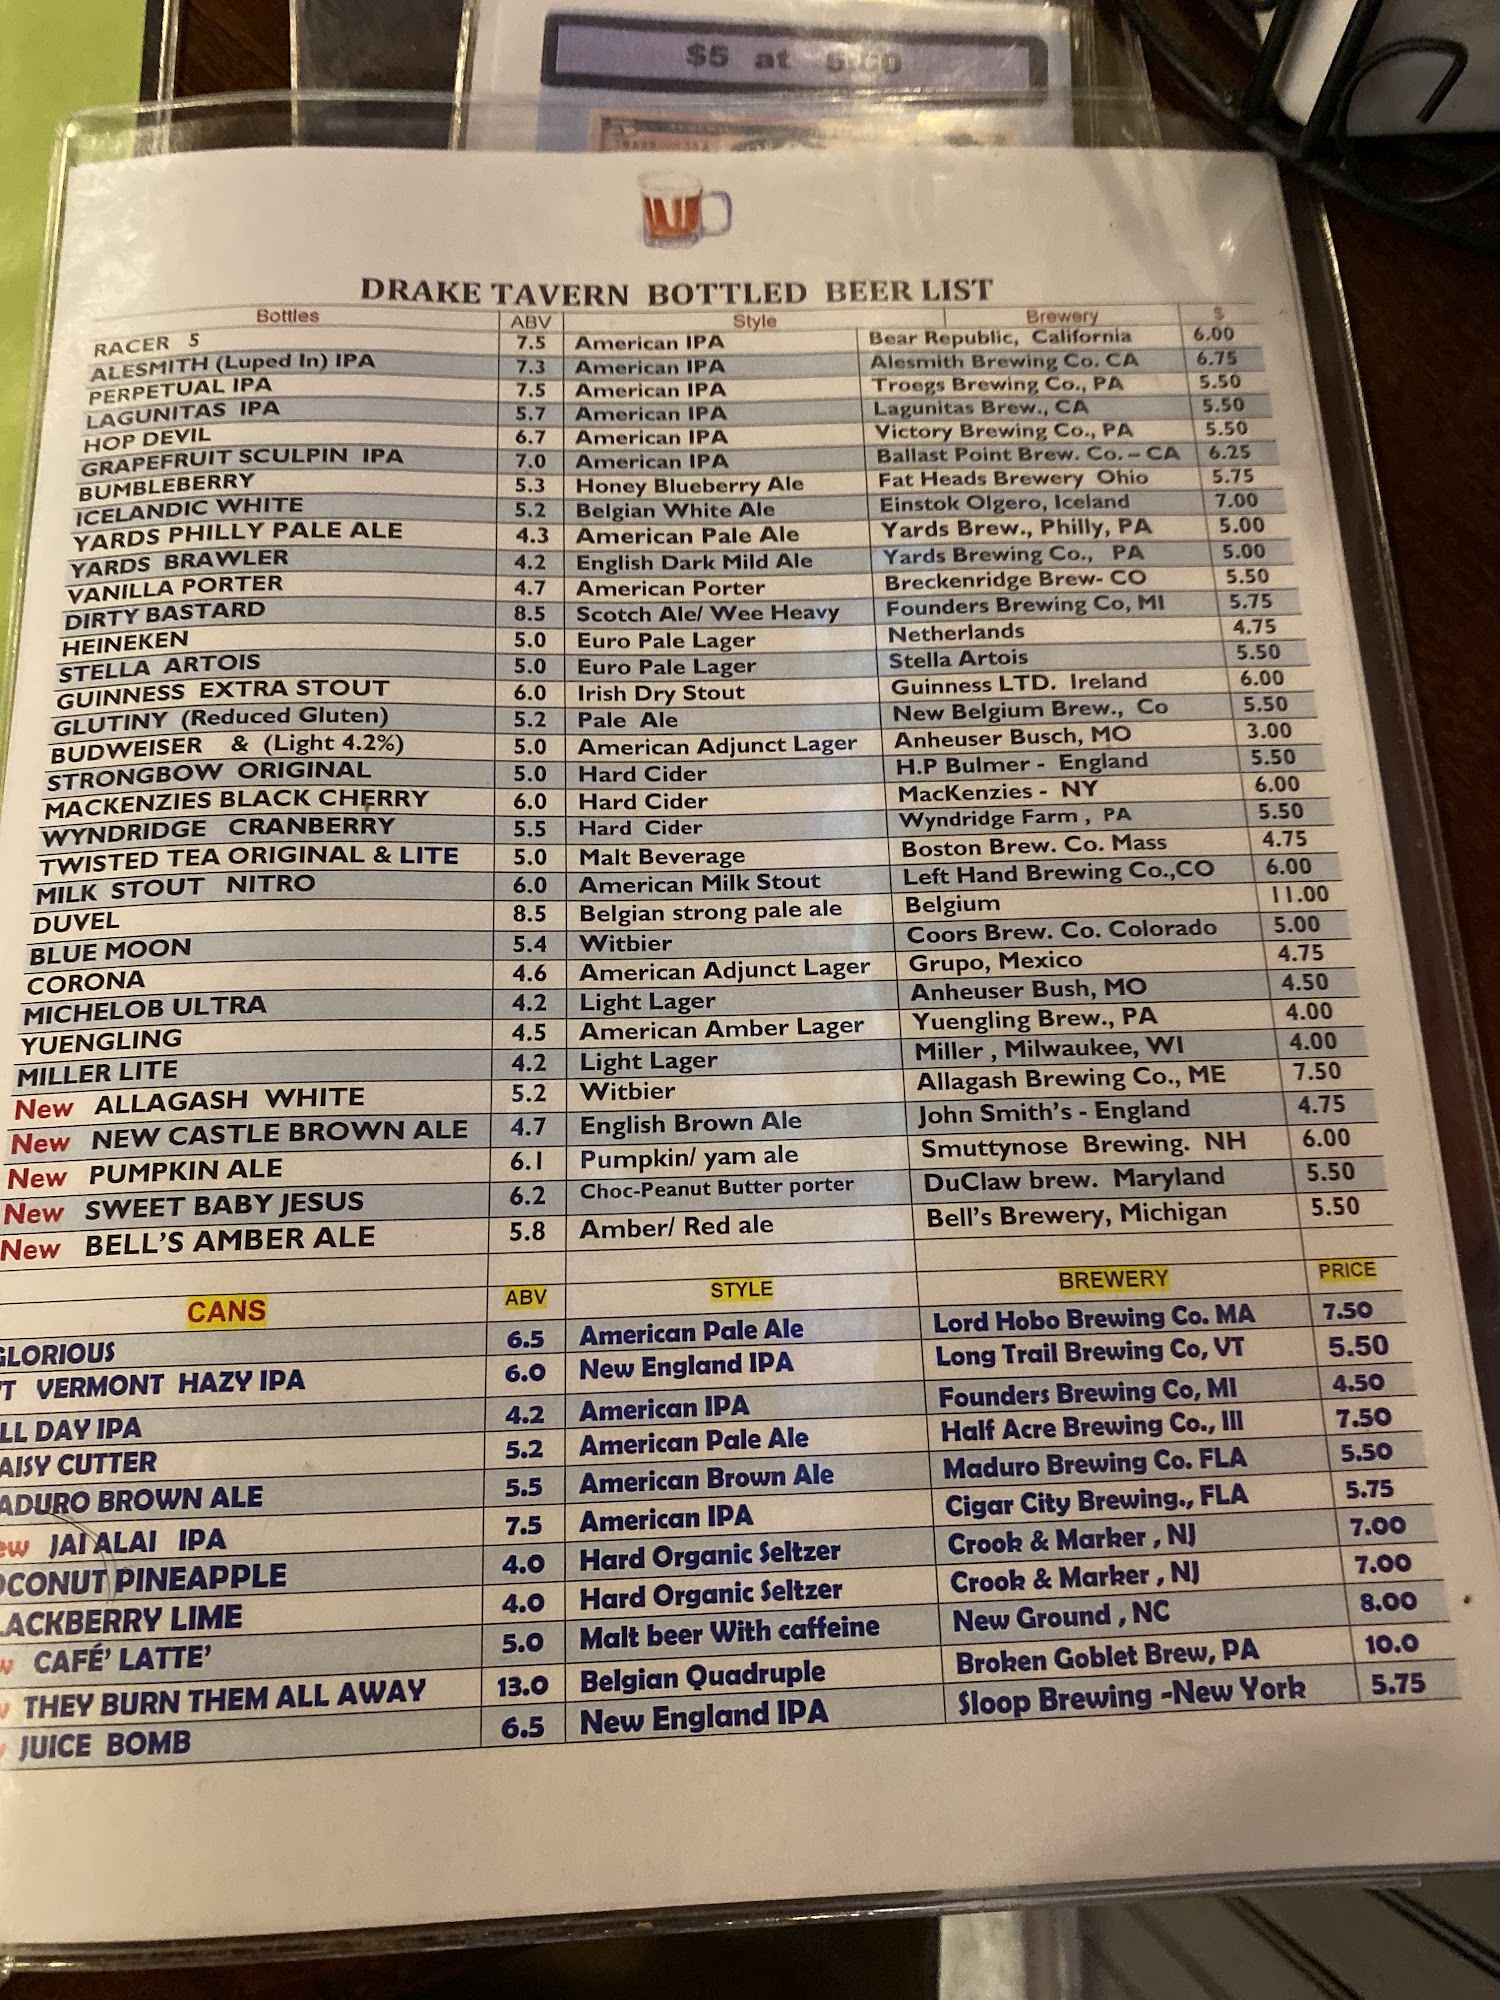 $5 at 5:00
DRAKE TAVERN BOTTLED BEER LIST
Bottles ABV Style Brewery $
RACER 5 7.5 American IPA Bear Republic, California 6.00
ALESMITH (Luped In) IPA 7.3 American IPA Alesmith Brewing Co. CA 6.75
PERPETUAL IPA 7.5 American IPA Troegs Brewing Co., PA 5.50
LAGUNITAS IPA 5.7 American IPA Lagunitas Brew., CA 5.50
HOP DEVIL 6.7 American IPA Victory Brewing Co., PA 5.50
GRAPEFRUIT SCULPIN IPA 7.0 American IPA Ballast Point Brew. Co. – CA 6.25
BUMBLEBERRY 5.3 Honey Blueberry Ale Fat Heads Brewery Ohio 5.75
ICELANDIC WHITE 5.2 Belgian White Ale Einstok Olgero, Iceland 7.00
YARDS PHILLY PALE ALE 4.3 American Pale Ale Yards Brew., Philly, PA 5.00
YARDS BRAWLER 4.2 English Dark Mild Ale Yards Brewing Co., PA 5.00
VANILLA PORTER 4.7 American Porter Breckenridge Brew- CO 5.50
DIRTY BASTARD 8.5 Scotch Ale/ Wee Heavy Founders Brewing Co, MI 5.75
HEINEKEN 5.0 Euro Pale Lager Netherlands 4.75
STELLA ARTOIS 5.0 Euro Pale Lager Stella Artois 5.50
GUINNESS EXTRA STOUT 6.0 Irish Dry Stout Guinness LTD. Ireland 6.00
GLUTINY (Reduced Gluten) 5.2 Pale Ale New Belgium Brew., Co 5.50
BUDWEISER & (Light 4.2%) 5.0 American Adjunct Lager Anheuser Busch, MO 3.00
STRONGBOW ORIGINAL 5.0 Hard Cider H.P Bulmer - England 5.50
MACKENZIES BLACK CHERRY 6.0 Hard Cider MacKenzies - NY 6.00
WYNDRIDGE CRANBERRY 5.5 Hard Cider Wyndridge Farm , PA 5.50
TWISTED TEA ORIGINAL & LITE 5.0 Malt Beverage Boston Brew. Co. Mass 4.75
MILK STOUT NITRO 6.0 American Milk Stout Left Hand Brewing Co.,CO 6.00
DUVEL 8.5 Belgian strong pale ale Belgium 11.00
BLUE MOON 5.4 Witbier Coors Brew. Co. Colorado 5.00
CORONA 4.6 American Adjunct Lager Grupo, Mexico 4.75
MICHELOB ULTRA 4.2 Light Lager Anheuser Bush, MO 4.50
YUENGLING 4.5 American Amber Lager Yuengling Brew., PA 4.00
MILLER LITE 4.2 Light Lager Miller , Milwaukee, WI 4.00
New ALLAGASH WHITE 5.2 Witbier Allagash Brewing Co., ME 7.50
New NEW CASTLE BROWN ALE 4.7 English Brown Ale John Smith's - England 4.75
New PUMPKIN ALE 6.1 Pumpkin/ yam ale Smuttynose Brewing. NH 6.00
New SWEET BABY JESUS 6.2 Choc-Peanut Butter porter DuClaw brew. Maryland 5.50
New BELL'S AMBER ALE 5.8 Amber/ Red ale Bell's Brewery, Michigan 5.50
CANS ABV STYLE BREWERY PRICE
GLORIOUS 6.5 American Pale Ale Lord Hobo Brewing Co. MA 7.50
T VERMONT HAZY IPA 6.0 New England IPA Long Trail Brewing Co, VT 5.50
LL DAY IPA 4.2 American IPA Founders Brewing Co, MI 4.50
AISY CUTTER 5.2 American Pale Ale Half Acre Brewing Co., Ill 7.50
ADURO BROWN ALE 5.5 American Brown Ale Maduro Brewing Co. FLA 5.50
ew JAI ALAI IPA 7.5 American IPA Cigar City Brewing., FLA 5.75
OCONUT PINEAPPLE 4.0 Hard Organic Seltzer Crook & Marker , NJ 7.00
LACKBERRY LIME 4.0 Hard Organic Seltzer Crook & Marker , NJ 7.00
w CAFÉ' LATTE' 5.0 Malt beer With caffeine New Ground , NC 8.00
w THEY BURN THEM ALL AWAY 13.0 Belgian Quadruple Broken Goblet Brew, PA 10.0
JUICE BOMB 6.5 New England IPA Sloop Brewing -New York 5.75